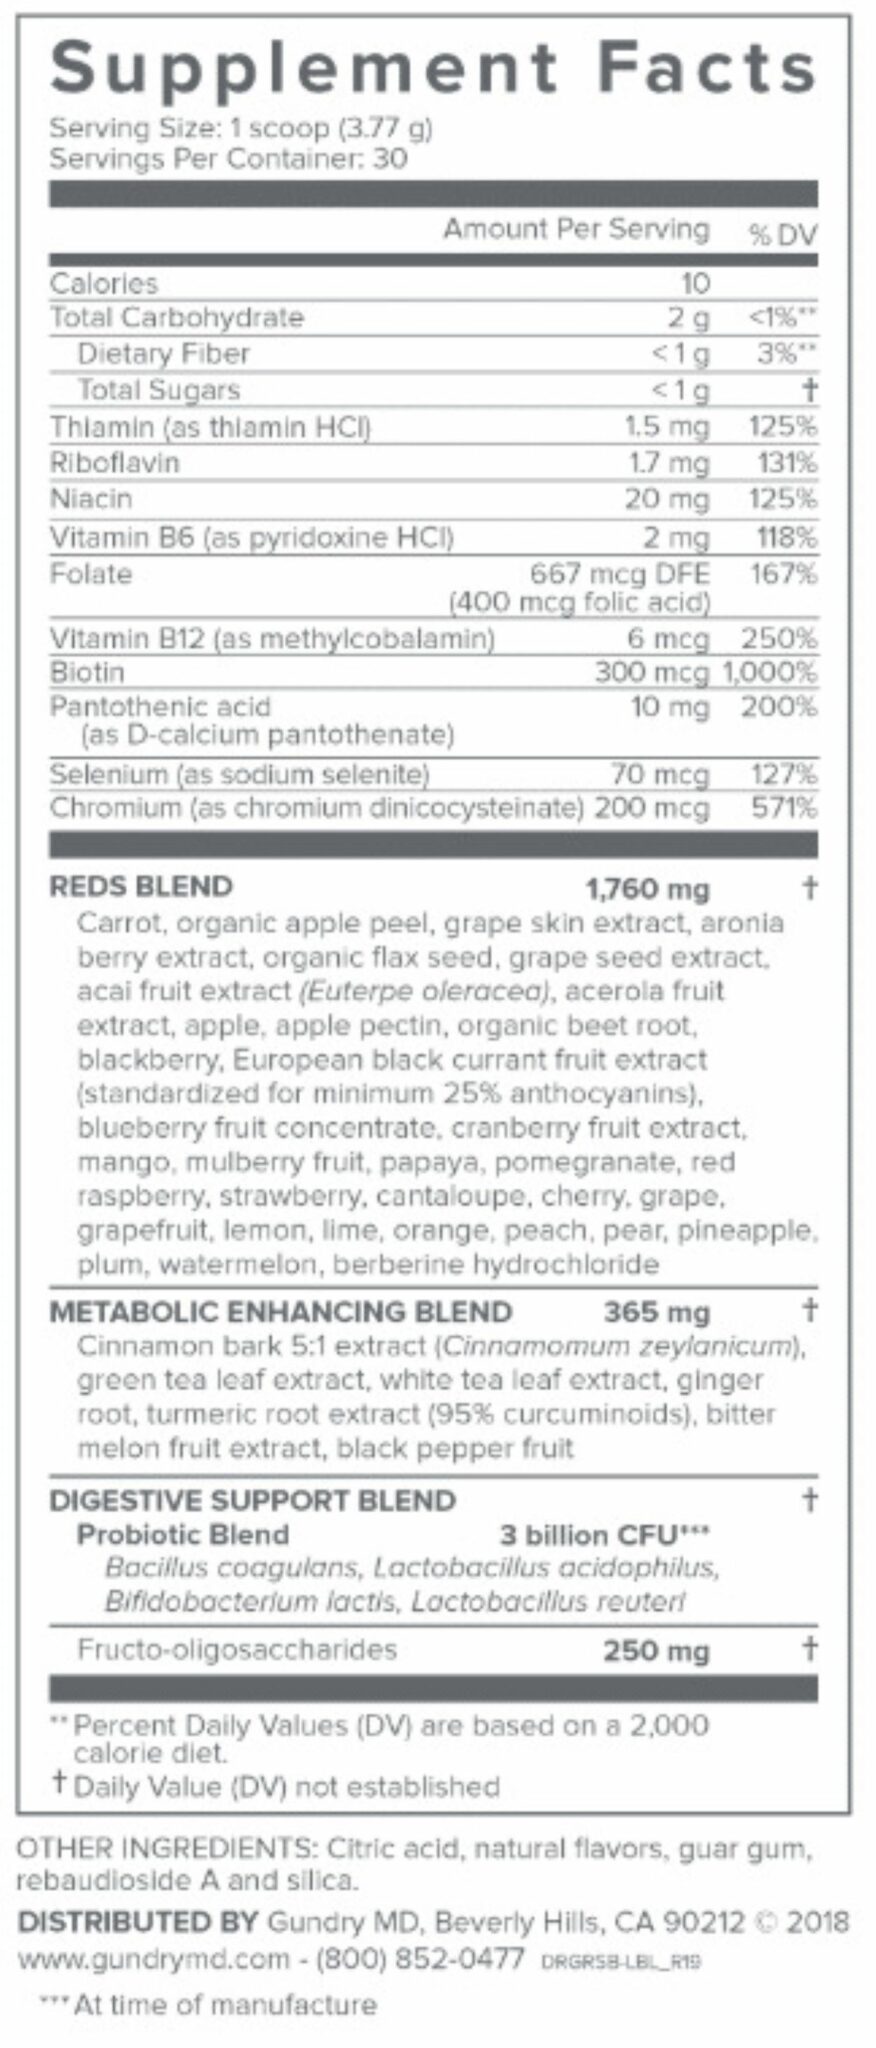 Supplement Facts
Serving Size: 1 scoop (3.77 g)
Servings Per Container: 30
Amount Per Serving % DV
Calories 10
Total Carbohydrate 2 g <1%**
Dietary Fiber <1 g 3%**
Total Sugars <1 g †
Thiamin (as thiamin HCl) 1.5 mg 125%
Riboflavin 1.7 mg 131%
Niacin 20 mg 125%
Vitamin B6 (as pyridoxine HCl) 2 mg 118%
Folate 667 mcg DFE 167%
(400 mcg folic acid)
Vitamin B12 (as methylcobalamin) 6 mcg 250%
Biotin 300 mcg 1,000%
Pantothenic acid 10 mg 200%
(as D-calcium pantothenate)
Selenium (as sodium selenite) 70 mcg 127%
Chromium (as chromium dinicocysteinate) 200 mcg 571%
REDS BLEND 1,760 mg †
Carrot, organic apple peel, grape skin extract, aronia
berry extract, organic flax seed, grape seed extract,
acai fruit extract (Euterpe oleracea), acerola fruit
extract, apple, apple pectin, organic beet root,
blackberry, European black currant fruit extract
(standardized for minimum 25% anthocyanins),
blueberry fruit concentrate, cranberry fruit extract,
mango, mulberry fruit, papaya, pomegranate, red
raspberry, strawberry, cantaloupe, cherry, grape,
grapefruit, lemon, lime, orange, peach, pear, pineapple,
plum, watermelon, berberine hydrochloride
METABOLIC ENHANCING BLEND 365 mg †
Cinnamon bark 5:1 extract (Cinnamomum zeylanicum),
green tea leaf extract, white tea leaf extract, ginger
root, turmeric root extract (95% curcuminoids), bitter
melon fruit extract, black pepper fruit
DIGESTIVE SUPPORT BLEND †
Probiotic Blend 3 billion CFU***
Bacillus coagulans, Lactobacillus acidophilus,
Bifidobacterium lactis, Lactobacillus reuteri
Fructo-oligosaccharides 250 mg †
** Percent Daily Values (DV) are based on a 2,000
calorie diet.
† Daily Value (DV) not established
OTHER INGREDIENTS: Citric acid, natural flavors, guar gum,
rebaudioside A and silica.
DISTRIBUTED BY Gundry MD, Beverly Hills, CA 90212 © 2018
www.gundrymd.com - (800) 852-0477 DRGRSB-LBL_R19
***At time of manufacture